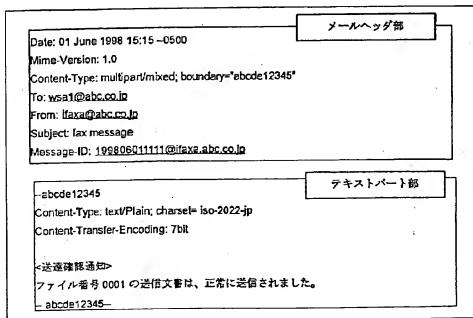 メールヘッダ部
Date: 01 June 1998 15:15 –0500
Mime-Version: 1.0
Content-Type: multipart/mixed; boundary="abcde12345"
To: wsa1@abc.co.jp
From: ifaxa@abc.co.jp
Subject: fax message
Message-ID: 199806011111@ifaxa.abc.co.jp
テキストパート部
--abcde12345
Content-Type: text/Plain; charset= iso-2022-jp
Content-Transfer-Encoding: 7bit
<送達確認通知>
ファイル番号 0001 の送信文書は、正常に送信されました。
-- abcde12345--